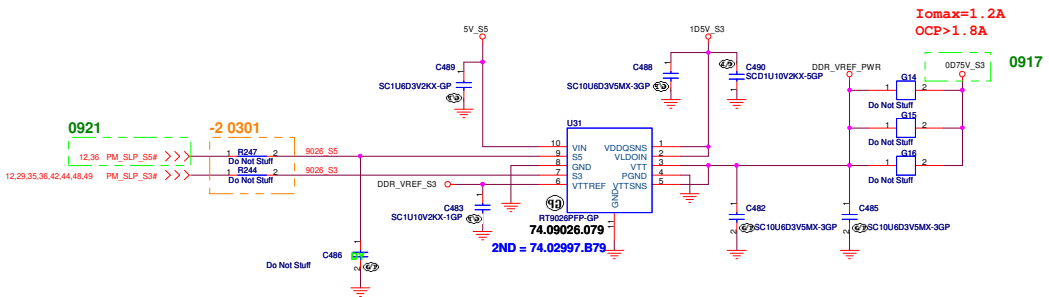 Iomax=1.2A
OCP>1.8A
0917
5V_S5
1D5V_S3
DDR_VREF_PWR
0D75V_S3
C489
SC1U6D3V2KX-GP
C488
SC10U6D3V5MX-3GP
C490
SCD1U10V2KX-5GP
G14
1 2
Do Not Stuff
G15
1 2
Do Not Stuff
G16
1 2
Do Not Stuff
0921
-2 0301
12,36 PM_SLP_S5#
1 R247 2
Do Not Stuff
9026_S5
12,29,35,36,42,44,48,49 PM_SLP_S3#
1 R244 2
Do Not Stuff
9026_S3
DDR_VREF_S3
U31
10 VIN VDDQSNS 1
9 S5 VLDOIN 2
8 GND VTT 3
7 S3 PGND 4
6 VTTREF VTTSNS 5
GND
11
RT9026PFP-GP
74.09026.079
2ND = 74.02997.B79
C483
SC1U10V2KX-1GP
C482
SC10U6D3V5MX-3GP
C485
SC10U6D3V5MX-3GP
C486
Do Not Stuff